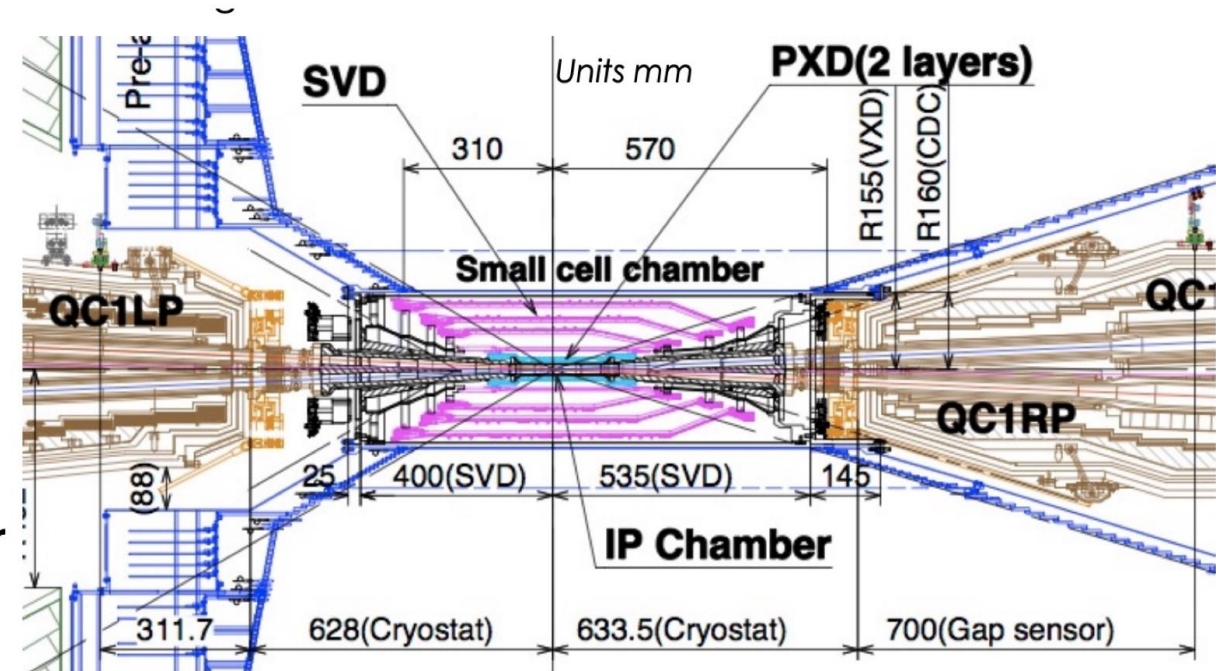 Units mm
SVD
PXD(2 layers)
310
570
R155(VXD)
R160(CDC)
Small cell chamber
QC1LP
QC1RP
(88)
25
400(SVD)
535(SVD)
145
IP Chamber
311.7
628(Cryostat)
633.5(Cryostat)
700(Gap sensor)